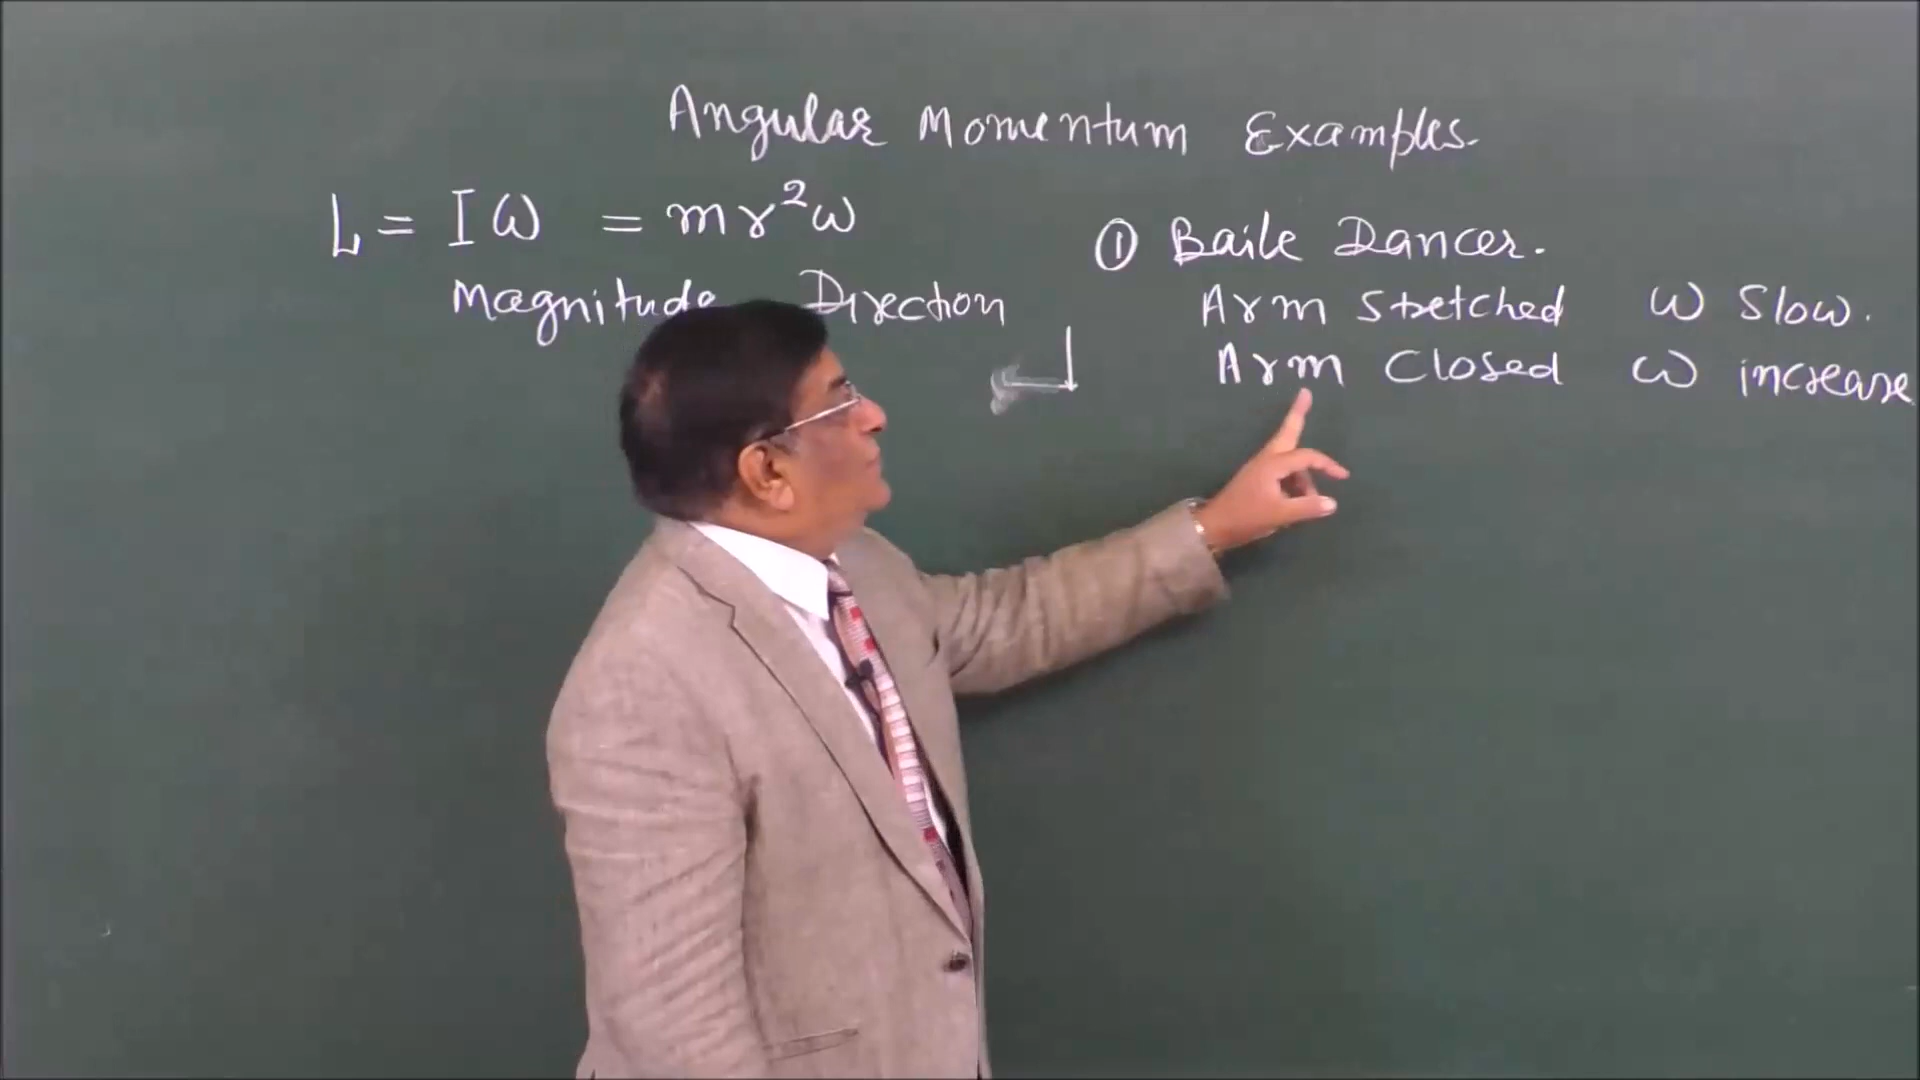 Angular Momentum Examples.
L = Iω = mr²ω
Magnitude Direction
① Baile Dancer.
Arm Stretched ω Slow.
Arm Closed ω increase